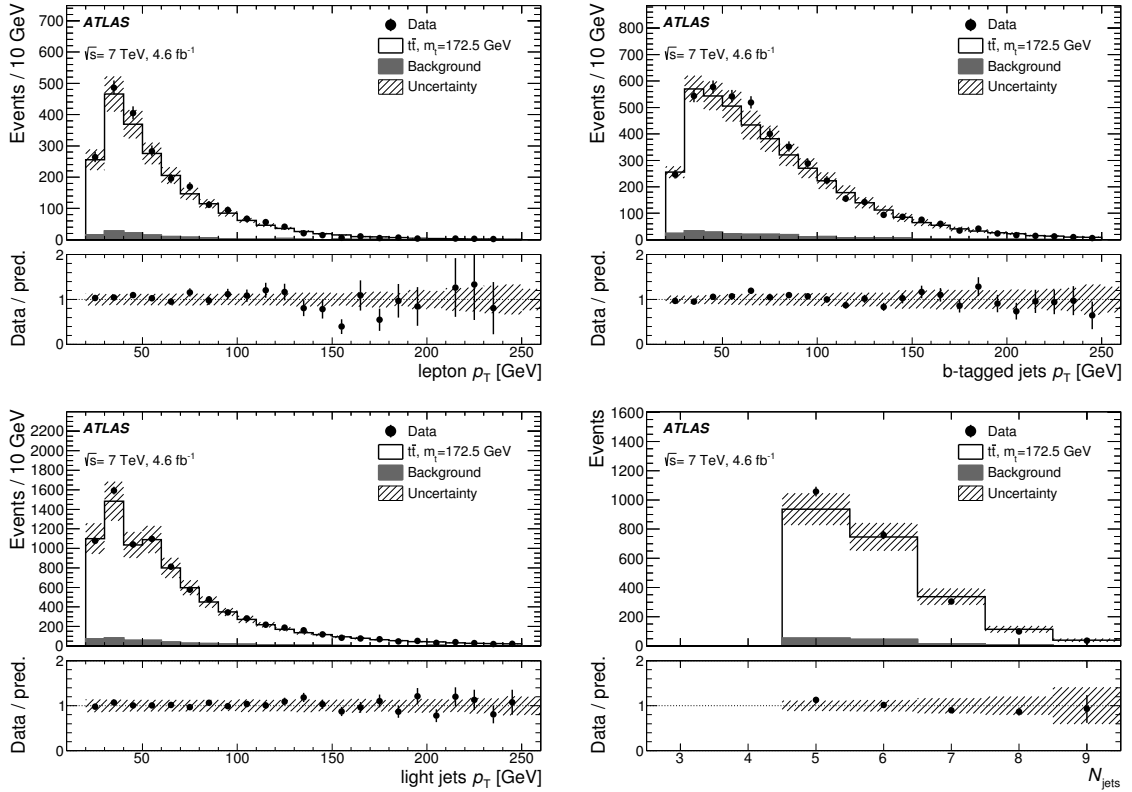 Events / 10 GeV
700
600
500
400
300
200
100
0
ATLAS
√s= 7 TeV, 4.6 fb⁻¹
Data
tt̄, mₜ=172.5 GeV
Background
Uncertainty
Data / pred.
2
1
0
50 100 150 200 250
lepton p_T [GeV]
Events / 10 GeV
800
700
600
500
400
300
200
100
0
ATLAS
√s= 7 TeV, 4.6 fb⁻¹
Data
tt̄, mₜ=172.5 GeV
Background
Uncertainty
Data / pred.
2
1
0
50 100 150 200 250
b-tagged jets p_T [GeV]
Events / 10 GeV
2200
2000
1800
1600
1400
1200
1000
800
600
400
200
0
ATLAS
√s= 7 TeV, 4.6 fb⁻¹
Data
tt̄, mₜ=172.5 GeV
Background
Uncertainty
Data / pred.
2
1
0
50 100 150 200 250
light jets p_T [GeV]
Events
1600
1400
1200
1000
800
600
400
200
0
ATLAS
√s= 7 TeV, 4.6 fb⁻¹
Data
tt̄, mₜ=172.5 GeV
Background
Uncertainty
Data / pred.
2
1
0
3 4 5 6 7 8 9
N_jets